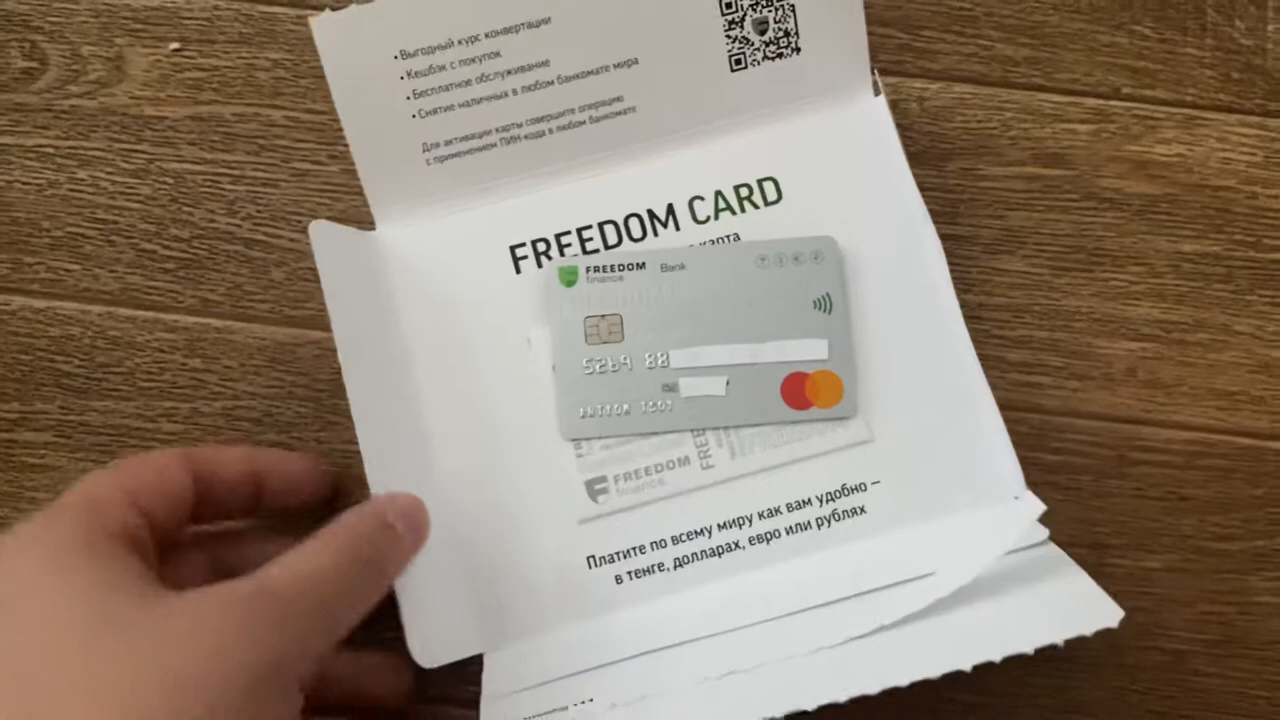 • Выгодный курс конвертации
• Кешбэк с покупок
• Бесплатное обслуживание
• Снятие наличных в любом банкомате мира
Для активации карты совершите операцию
с применением ПИН-кода в любом банкомате
FREEDOM CARD
карта
FREEDOM
finance
Bank
5269 88
FREEDOM
finance
Платите по всему миру как вам удобно –
в тенге, долларах, евро или рублях